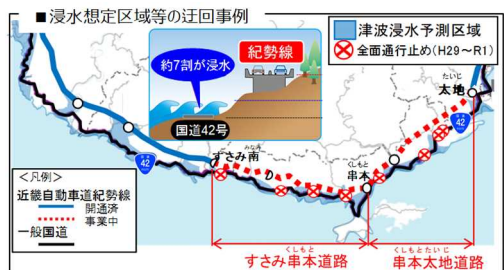 ■浸水想定区域等の迂回事例
津波浸水予測区域
全面通行止め(H29~R1)
紀勢線
約7割が浸水
国道42号
たいじ
太地
42
みなみ
すさみ南
くしもと
串本
42
<凡例>
近畿自動車道紀勢線
開通済
事業中
一般国道
くしもと
すさみ串本道路
くしもとたいじ
串本太地道路